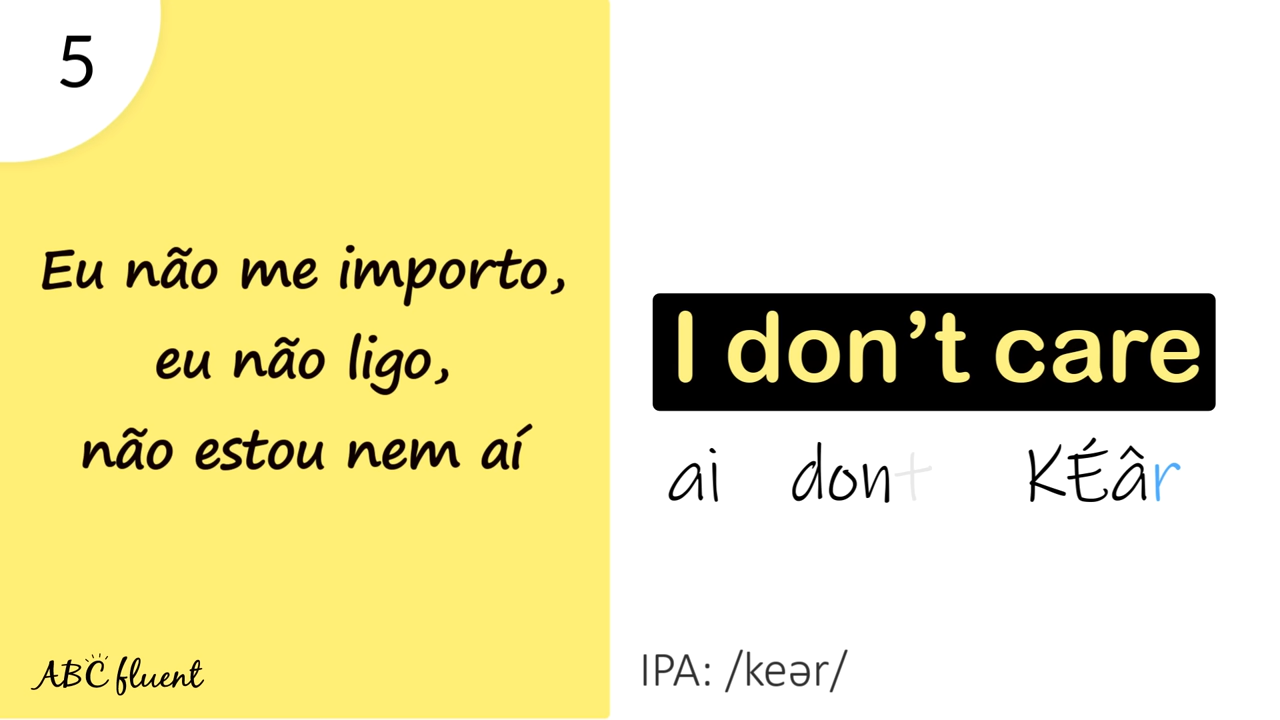 5
Eu não me importo,
eu não ligo,
não estou nem aí
ABC fluent
I don’t care
ai dont KÉâr
IPA: /keər/